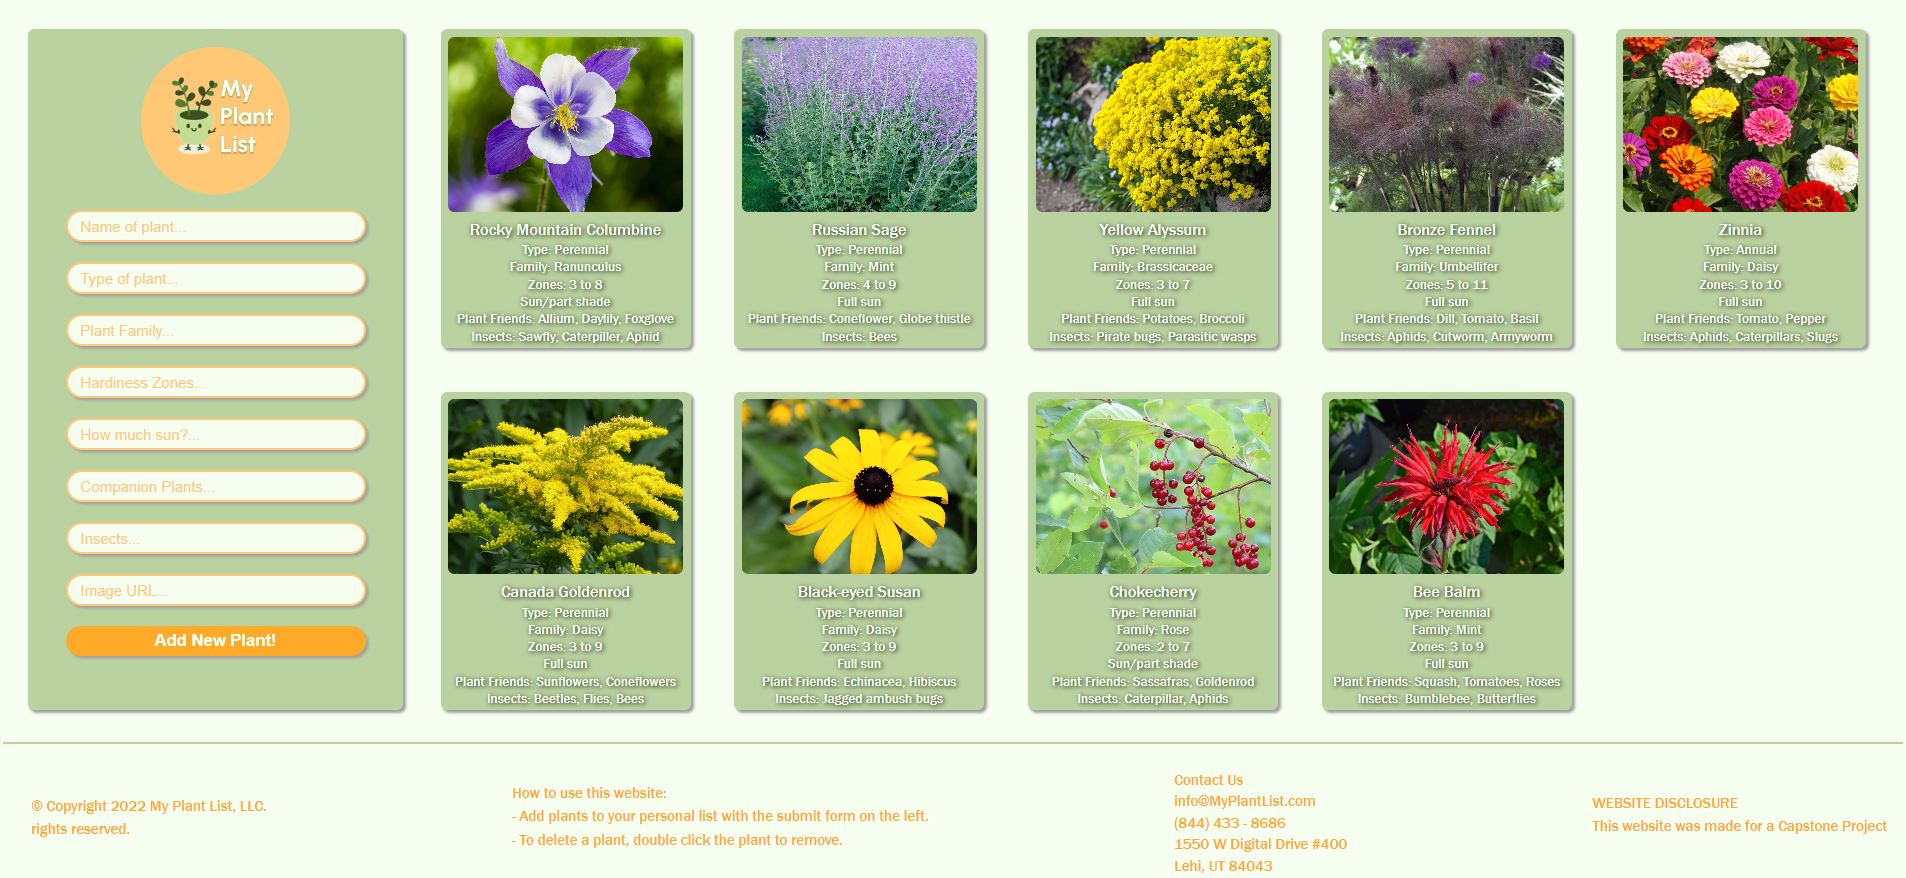 My
Plant
List
Name of plant...
Type of plant...
Plant Family...
Hardiness Zones...
How much sun?...
Companion Plants...
Insects...
Image URL...
Add New Plant!
Rocky Mountain Columbine
Type: Perennial
Family: Ranunculus
Zones: 3 to 8
Sun/part shade
Plant Friends: Allium, Daylily, Foxglove
Insects: Sawfly, Caterpiller, Aphid
Russian Sage
Type: Perennial
Family: Mint
Zones: 4 to 9
Full sun
Plant Friends: Coneflower, Globe thistle
Insects: Bees
Yellow Alyssum
Type: Perennial
Family: Brassicaceae
Zones: 3 to 7
Full sun
Plant Friends: Potatoes, Broccoli
Insects: Pirate bugs, Parasitic wasps
Bronze Fennel
Type: Perennial
Family: Umbellifer
Zones: 5 to 11
Full sun
Plant Friends: Dill, Tomato, Basil
Insects: Aphids, Cutworm, Armyworm
Zinnia
Type: Annual
Family: Daisy
Zones: 3 to 10
Full sun
Plant Friends: Tomato, Pepper
Insects: Aphids, Caterpillars, Slugs
Canada Goldenrod
Type: Perennial
Family: Daisy
Zones: 3 to 9
Full sun
Plant Friends: Sunflowers, Coneflowers
Insects: Beetles, Flies, Bees
Black-eyed Susan
Type: Perennial
Family: Daisy
Zones: 3 to 9
Full sun
Plant Friends: Echinacea, Hibiscus
Insects: Jagged ambush bugs
Chokecherry
Type: Perennial
Family: Rose
Zones: 2 to 7
Sun/part shade
Plant Friends: Sassafras, Goldenrod
Insects: Caterpillar, Aphids
Bee Balm
Type: Perennial
Family: Mint
Zones: 3 to 9
Full sun
Plant Friends: Squash, Tomatoes, Roses
Insects: Bumblebee, Butterflies
© Copyright 2022 My Plant List, LLC.
rights reserved.
How to use this website:
- Add plants to your personal list with the submit form on the left.
- To delete a plant, double click the plant to remove.
Contact Us
info@MyPlantList.com
(844) 433 - 8686
1550 W Digital Drive #400
Lehi, UT 84043
WEBSITE DISCLOSURE
This website was made for a Capstone Project